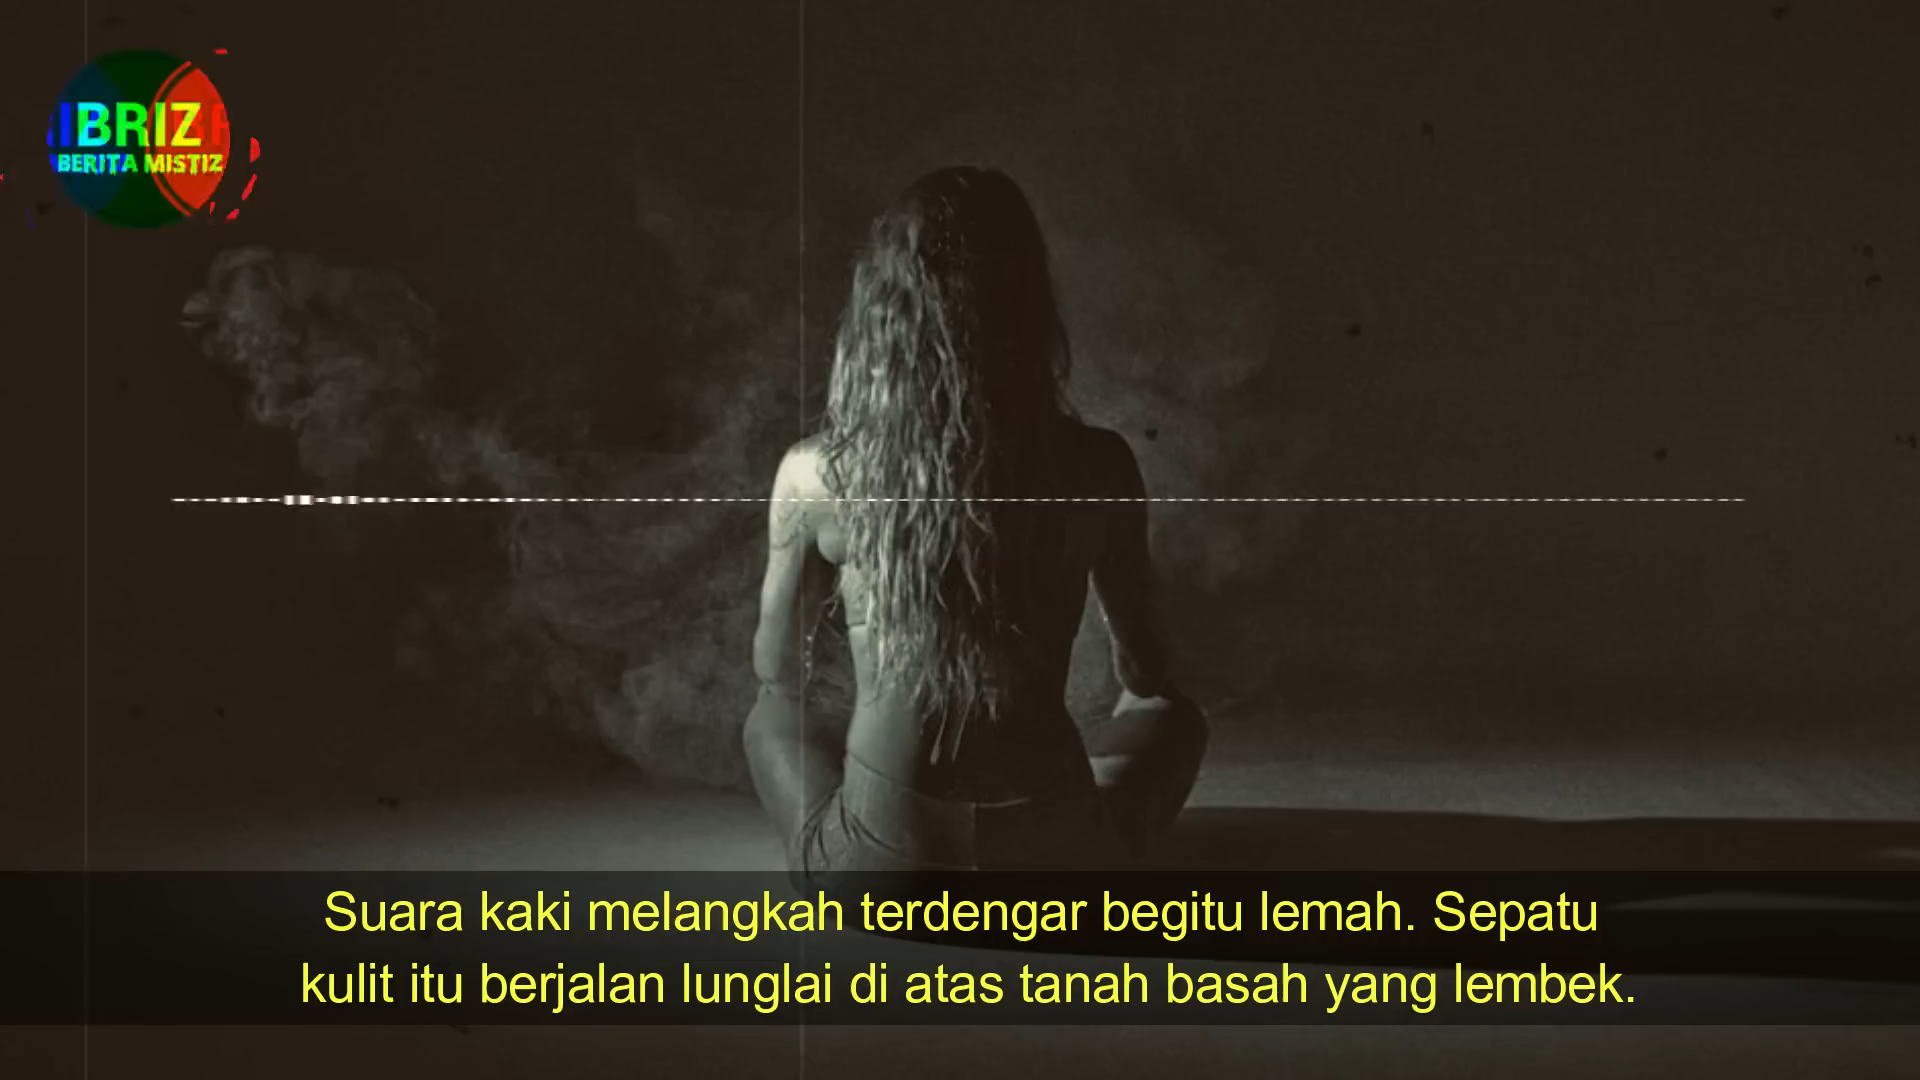 IBRIZ
BERITA MISTIZ
Suara kaki melangkah terdengar begitu lemah. Sepatu
kulit itu berjalan lunglai di atas tanah basah yang lembek.